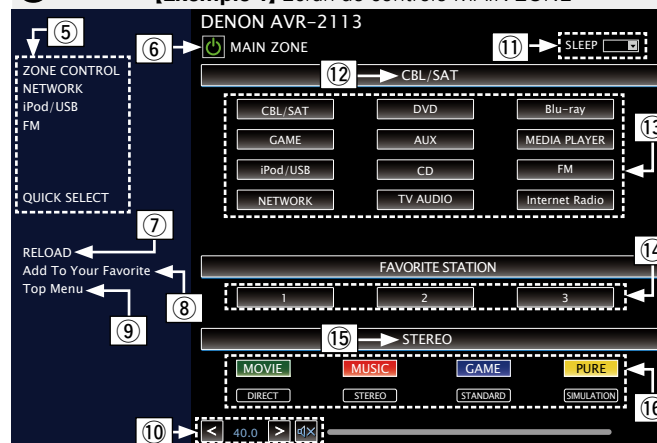 [Exemple 1] Écran de contrôle MAIN ZONE
DENON AVR-2113
⑤
⑥ MAIN ZONE
⑪ SLEEP
ZONE CONTROL
NETWORK
iPod/USB
FM
QUICK SELECT
⑫ CBL/SAT
CBL/SAT DVD Blu-ray
GAME AUX MEDIA PLAYER
iPod/USB CD FM
NETWORK TV AUDIO Internet Radio
⑬
⑦
RELOAD
Add To Your Favorite
Top Menu
⑧
⑨
FAVORITE STATION
⑭
1 2 3
⑮ STEREO
MOVIE MUSIC GAME PURE
DIRECT STEREO STANDARD SIMULATION
⑯
⑩ < 40.0 >